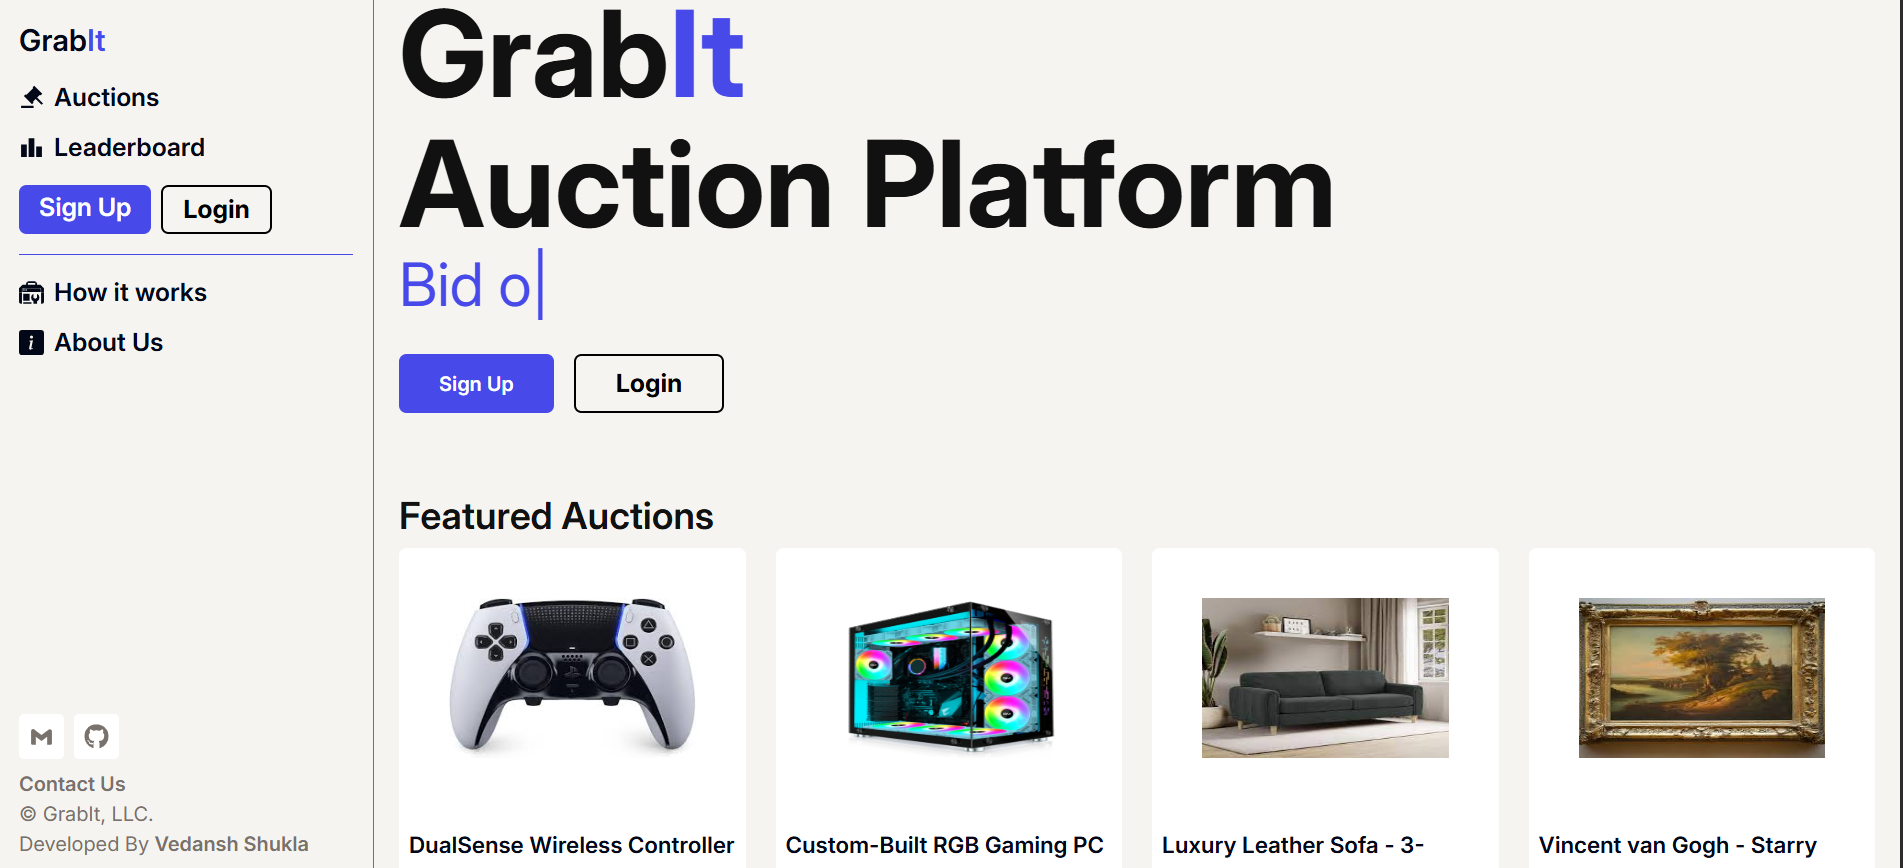 GrabIt
Auctions
Leaderboard
Sign Up
Login
How it works
About Us
Contact Us
© GrabIt, LLC.
Developed By Vedansh Shukla
GrabIt
Auction Platform
Bid o
Sign Up
Login
Featured Auctions
DualSense Wireless Controller
Custom-Built RGB Gaming PC
Luxury Leather Sofa - 3-
Vincent van Gogh - Starry